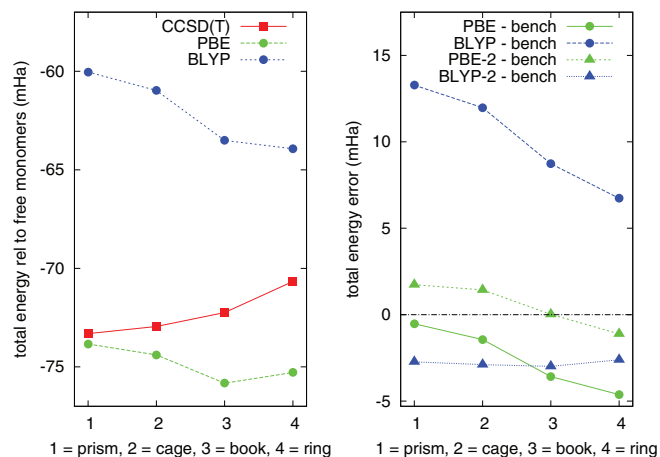 CCSD(T)
PBE
BLYP
total energy rel to free monomers (mHa)
-60
-65
-70
-75
1 2 3 4
1 = prism, 2 = cage, 3 = book, 4 = ring
PBE - bench
BLYP - bench
PBE-2 - bench
BLYP-2 - bench
total energy error (mHa)
15
10
5
0
-5
1 2 3 4
1 = prism, 2 = cage, 3 = book, 4 = ring